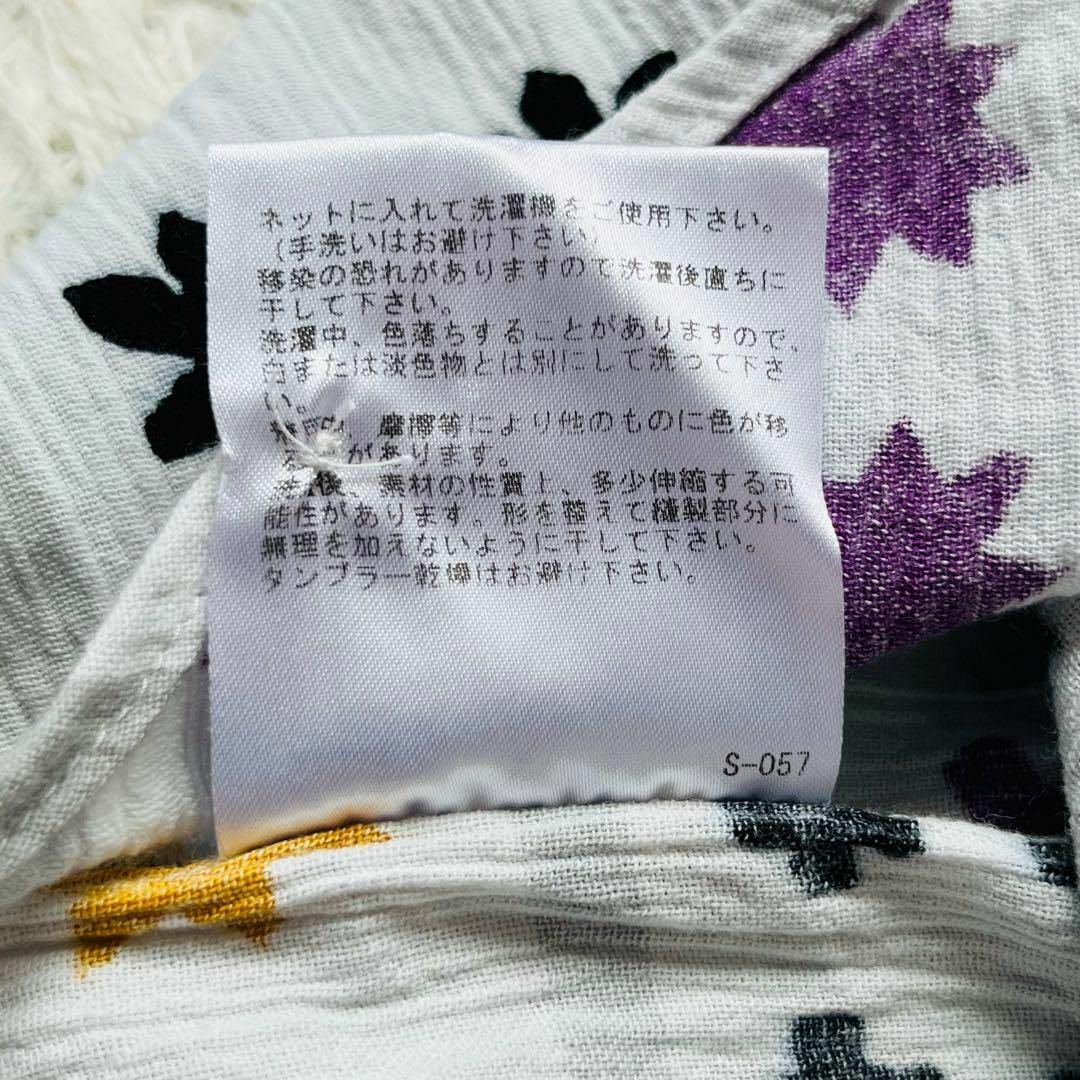 ネットに入れて洗濯機をご使用下さい。
(手洗いはお避け下さい)
移染の恐れがありますので洗濯後直ちに
干して下さい。
洗濯中、色落ちすることがありますので、
白または淡色物とは別にして洗って下さ
い。
摩擦等により他のものに色が移
があります。
後、素材の性質上、多少伸縮する可
能性があります。形を整えて縫製部分に
無理を加えないように干して下さい。
タンブラー乾燥はお避け下さい。
S-057